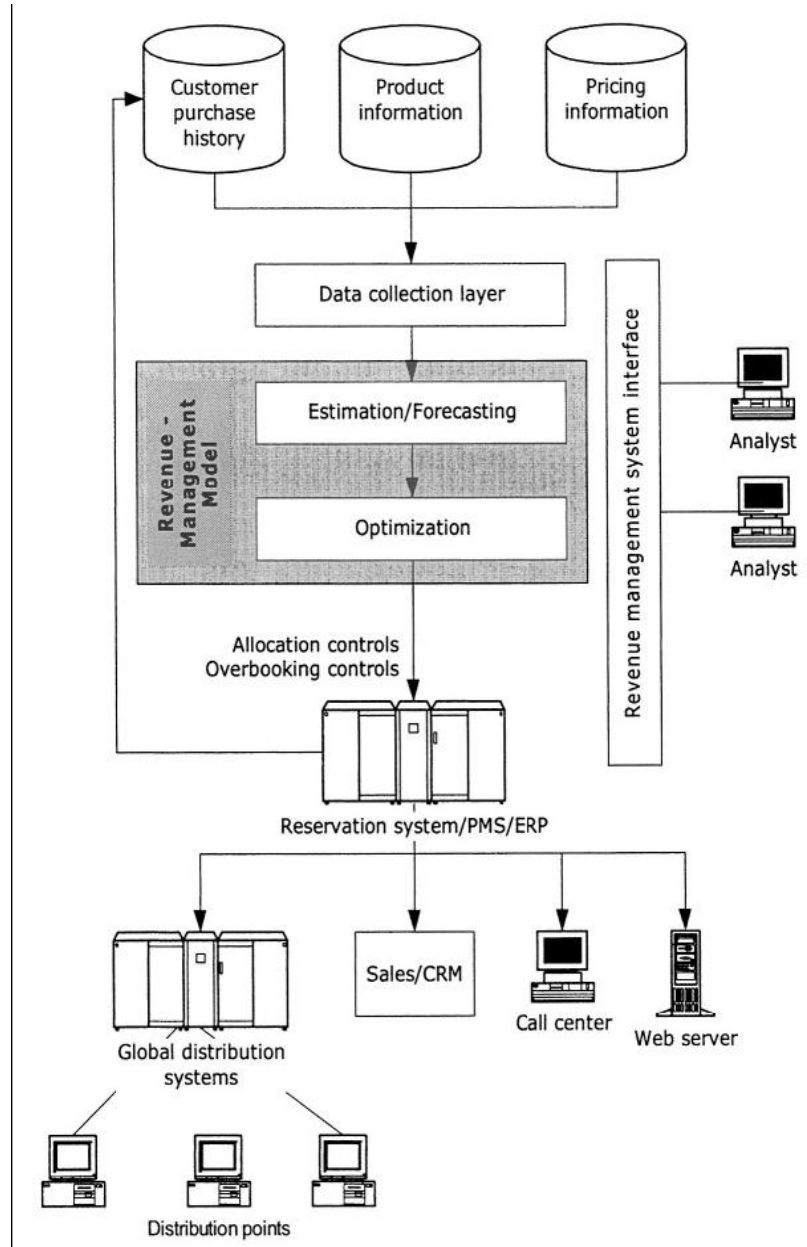 Customer
purchase
history
Product
information
Pricing
information
Data collection layer
Revenue -
Management
Model
Estimation/Forecasting
Optimization
Revenue management system interface
Analyst
Analyst
Allocation controls
Overbooking controls
Reservation system/PMS/ERP
Global distribution
systems
Sales/CRM
Call center
Web server
Distribution points